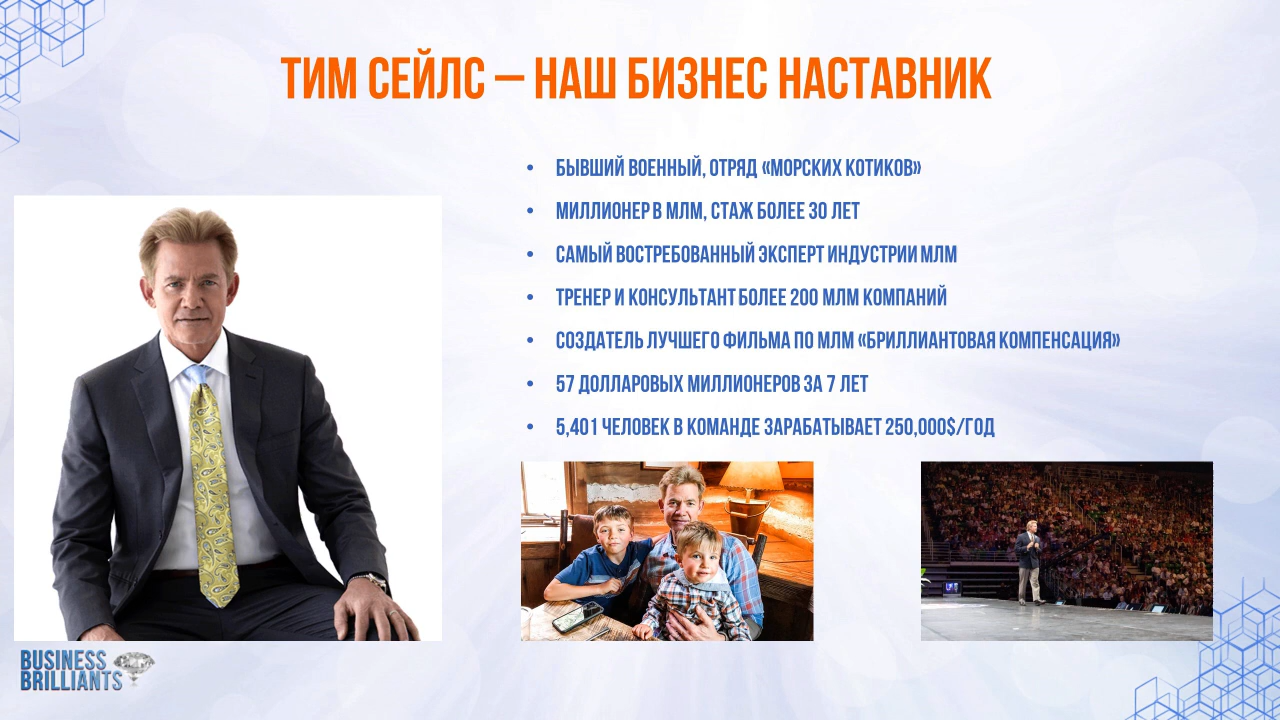 ТИМ СЕЙЛС – НАШ БИЗНЕС НАСТАВНИК
• БЫВШИЙ ВОЕННЫЙ, ОТРЯД «МОРСКИХ КОТИКОВ»
• МИЛЛИОНЕР В МЛМ, СТАЖ БОЛЕЕ 30 ЛЕТ
• САМЫЙ ВОСТРЕБОВАННЫЙ ЭКСПЕРТ ИНДУСТРИИ МЛМ
• ТРЕНЕР И КОНСУЛЬТАНТ БОЛЕЕ 200 МЛМ КОМПАНИЙ
• СОЗДАТЕЛЬ ЛУЧШЕГО ФИЛЬМА ПО МЛМ «БРИЛЛИАНТОВАЯ КОМПЕНСАЦИЯ»
• 57 ДОЛЛАРОВЫХ МИЛЛИОНЕРОВ ЗА 7 ЛЕТ
• 5,401 ЧЕЛОВЕК В КОМАНДЕ ЗАРАБАТЫВАЕТ 250,000$/ГОД
BUSINESS
BRILLIANTS